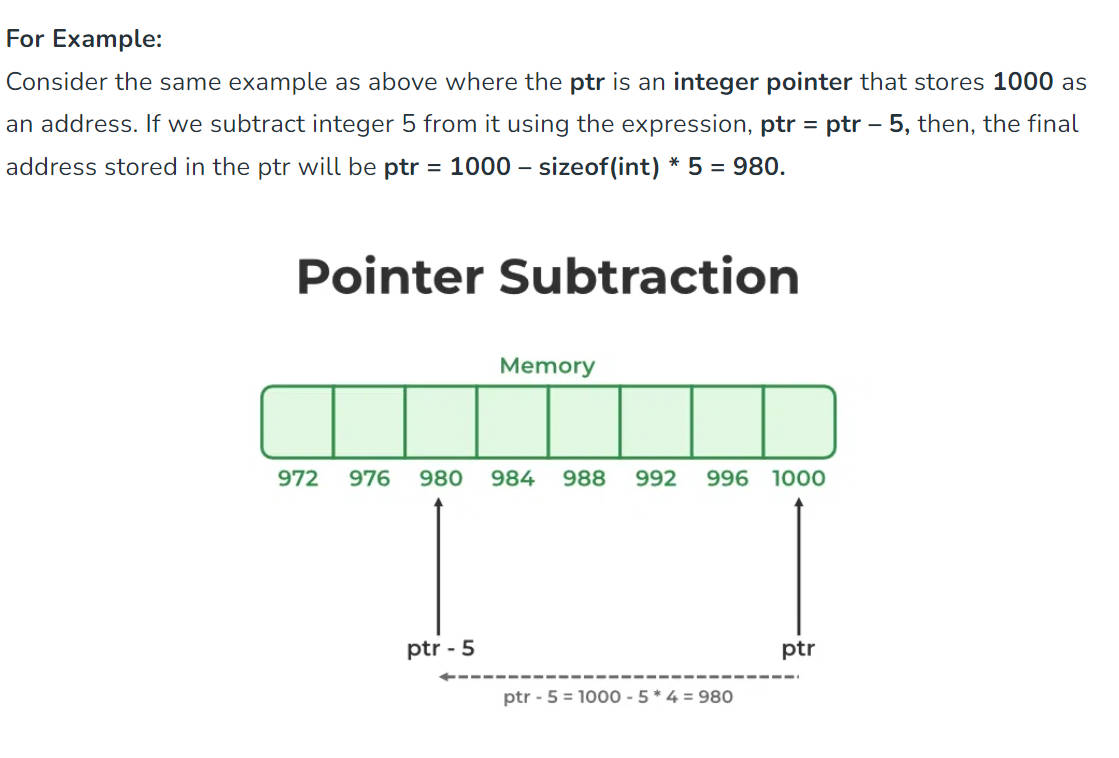 For Example:
Consider the same example as above where the ptr is an integer pointer that stores 1000 as
an address. If we subtract integer 5 from it using the expression, ptr = ptr – 5, then, the final
address stored in the ptr will be ptr = 1000 – sizeof(int) * 5 = 980.
Pointer Subtraction
Memory
972 976 980 984 988 992 996 1000
ptr - 5 ptr
ptr - 5 = 1000 - 5 * 4 = 980